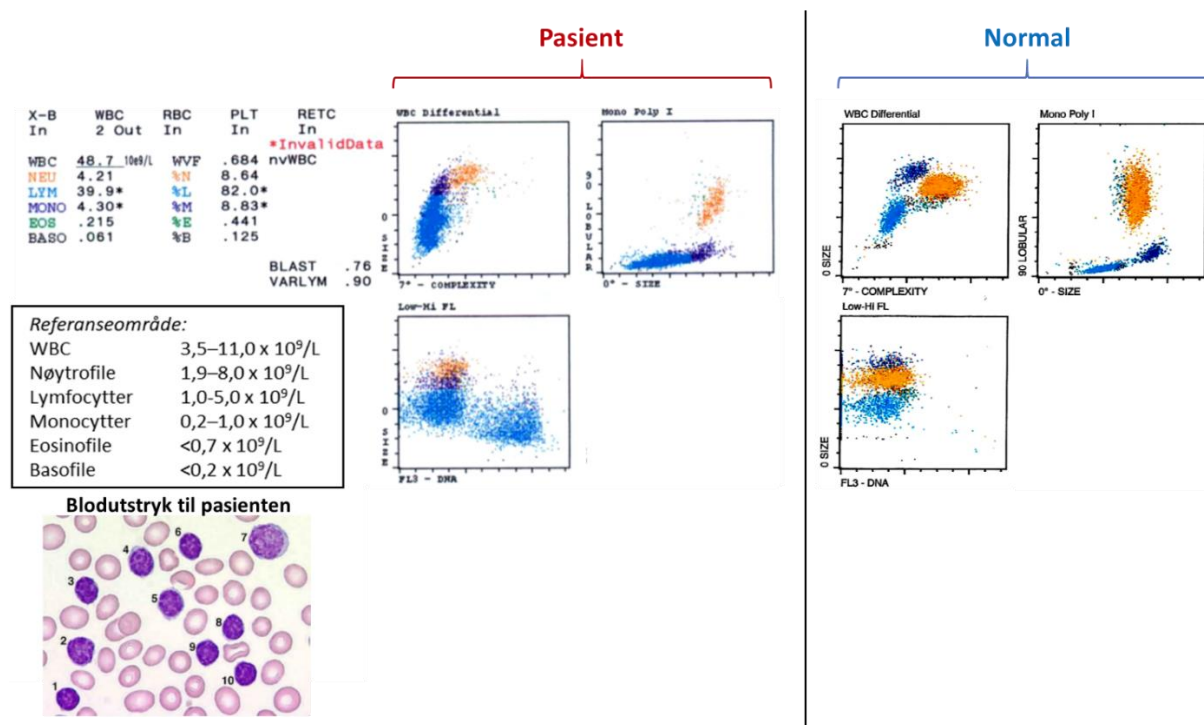 Pasient
Normal
X-B WBC RBC PLT RETC
In 2 Out In In In
*InvalidData
WBC 48.7 10e9/L WVF .684 nvWBC
NEU 4.21 %N 8.64
LYM 39.9* %L 82.0*
MONO 4.30* %M 8.83*
EOS .215 %E .441
BASO .061 %B .125
BLAST .76
VARLYM .90
WBC Differential
0 SIZE
7° - COMPLEXITY
Mono Poly I
90 LOBULAR
0° - SIZE
Low-Hi FL
0 SIZE
FL3 - DNA
WBC Differential
0 SIZE
7° - COMPLEXITY
Mono Poly I
90 LOBULAR
0° - SIZE
Low-Hi FL
0 SIZE
FL3 - DNA
Referanseområde:
WBC 3,5–11,0 x 10⁹/L
Nøytrofile 1,9–8,0 x 10⁹/L
Lymfocytter 1,0-5,0 x 10⁹/L
Monocytter 0,2–1,0 x 10⁹/L
Eosinofile <0,7 x 10⁹/L
Basofile <0,2 x 10⁹/L
Blodutstryk til pasienten
1
2
3
4
5
6
7
8
9
10